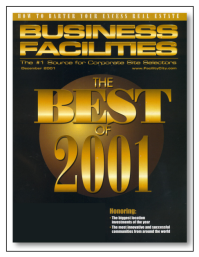 HOW TO BARTER YOUR EXCESS REAL ESTATE
BUSINESS
FACILITIES
The #1 Source for Corporate Site Selectors
December 2001 www.FacilityCity.com
THE
BEST
OF
2001
Honoring:
• The biggest location
investments of the year
• The most innovative and successful
communities from around the world